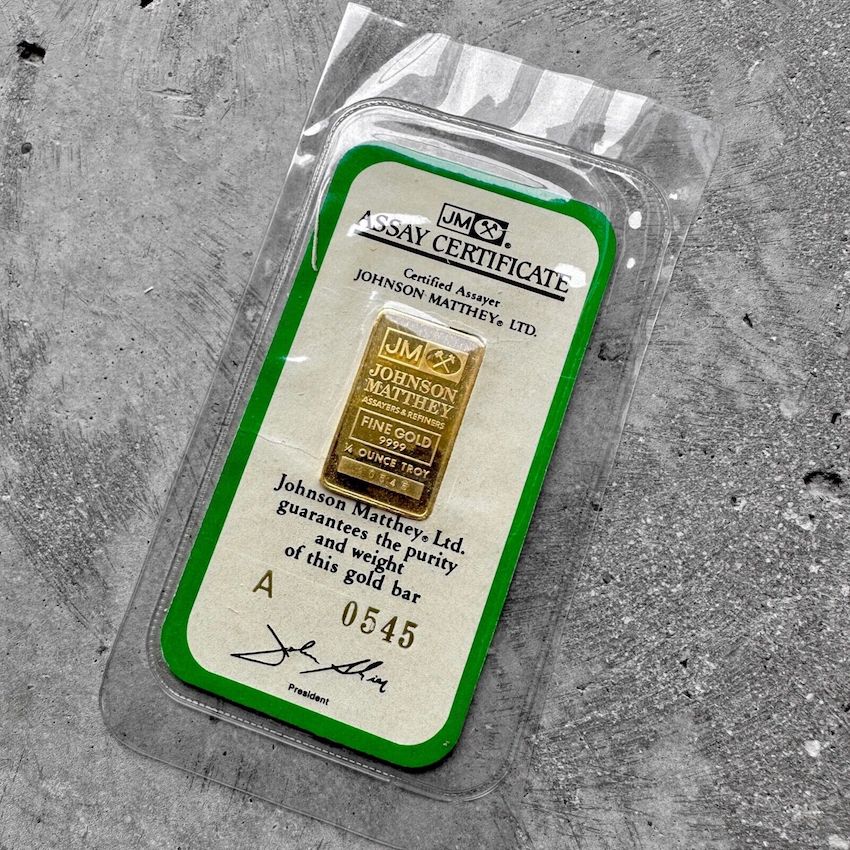 JM ®
ASSAY CERTIFICATE
Certified Assayer
JOHNSON MATTHEY® LTD.
JM
JOHNSON
MATTHEY
ASSAYERS & REFINERS
FINE GOLD
9999
¼ OUNCE TROY
Johnson Matthey® Ltd.
guarantees the purity
and weight
of this gold bar
A 0545
President